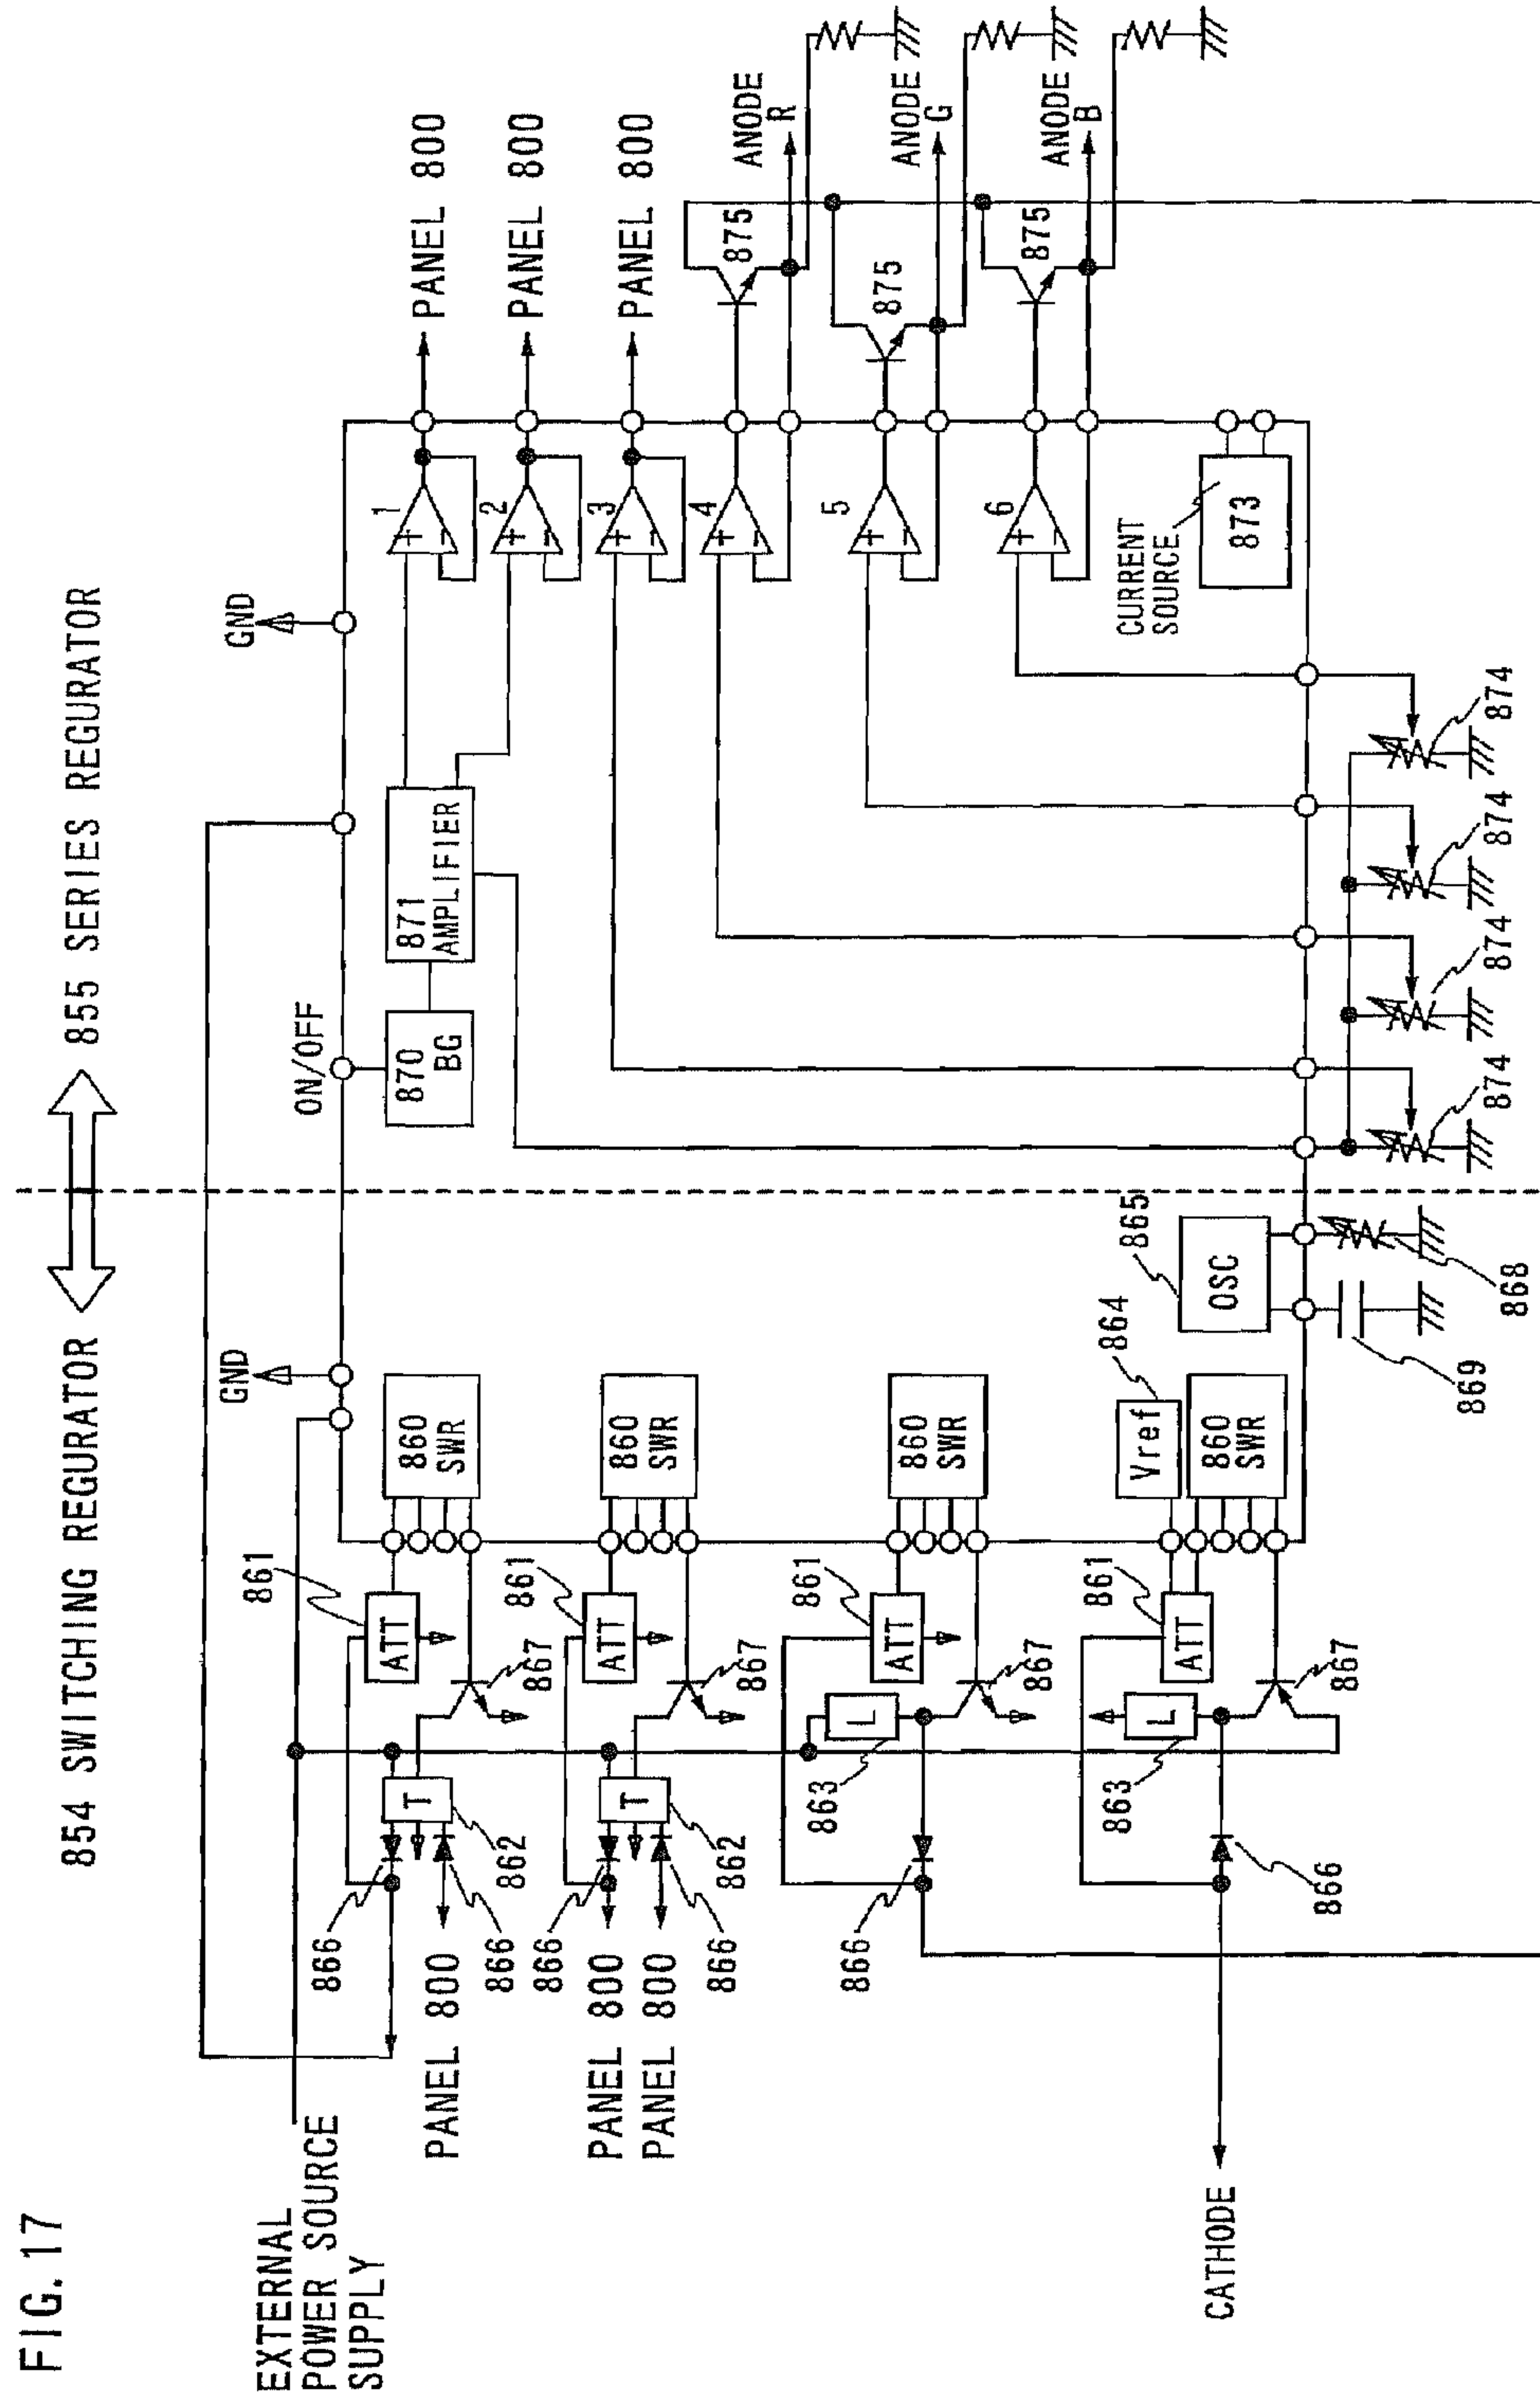 FIG. 17
854 SWITCHING REGURATOR
855 SERIES REGURATOR
EXTERNAL
POWER SOURCE
SUPPLY
GND
ON/OFF
GND
866
861
ATT
860
SWR
T
867
862
866
PANEL 800
870
BG
871
AMPLIFIER
1
+
-
PANEL 800
2
+
-
PANEL 800
3
+
-
PANEL 800
866
861
ATT
860
SWR
T
867
862
866
PANEL 800
PANEL 800
4
+
-
875
ANODE
R
5
+
-
875
ANODE
G
6
+
-
875
ANODE
B
866
863
L
861
ATT
867
860
SWR
864
Vref
865
OSC
863
L
861
ATT
867
860
SWR
866
CATHODE
CURRENT
SOURCE
873
869
868
874
874
874
874